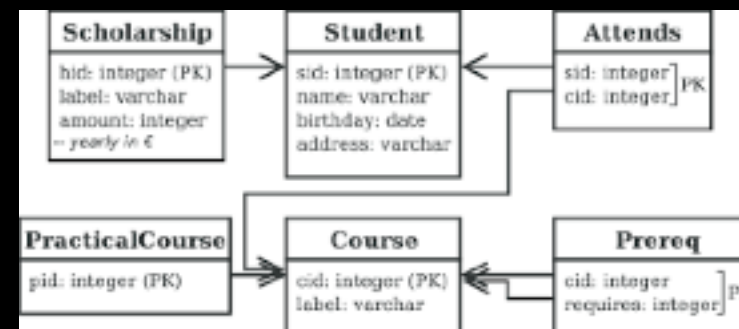 Scholarship
hid: integer (PK)
label: varchar
amount: integer
-- yearly in €
Student
sid: integer (PK)
name: varchar
birthday: date
address: varchar
Attends
sid: integer
cid: integer
PK
PracticalCourse
pid: integer (PK)
Course
cid: integer (PK)
label: varchar
Prereq
cid: integer
requires: integer